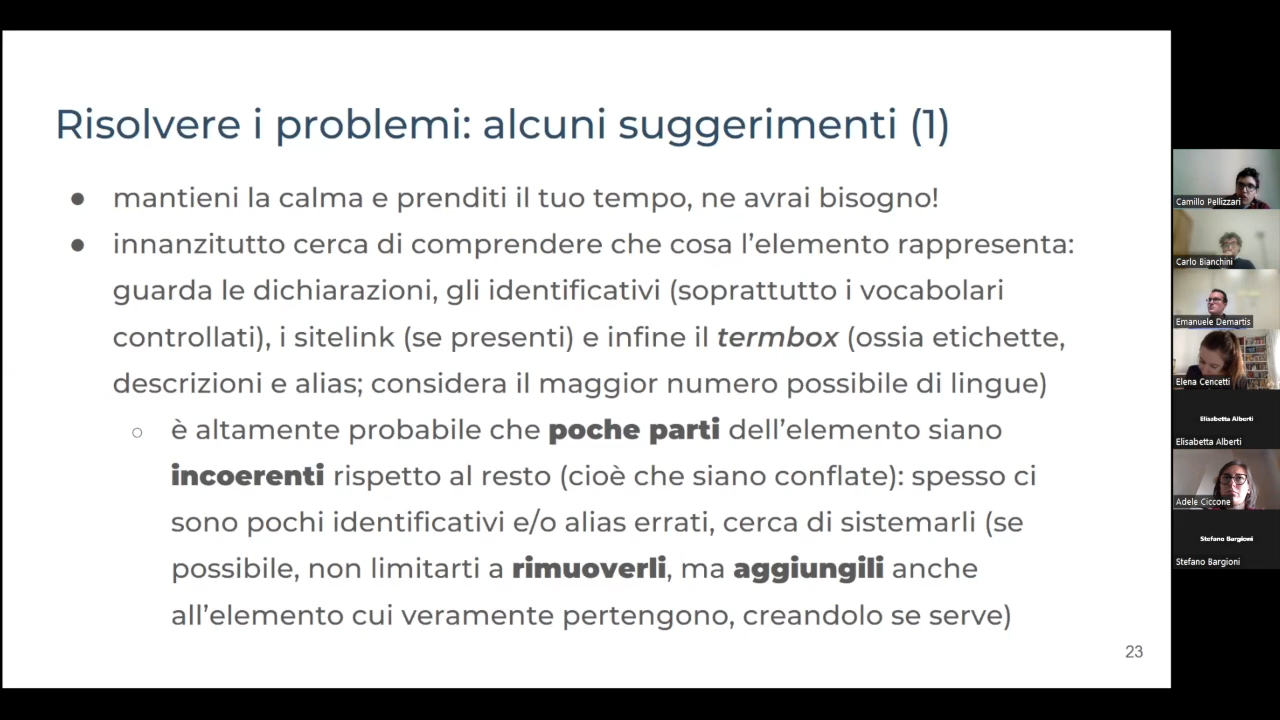 Risolvere i problemi: alcuni suggerimenti (1)
● mantieni la calma e prenditi il tuo tempo, ne avrai bisogno!
● innanzitutto cerca di comprendere che cosa l'elemento rappresenta:
guarda le dichiarazioni, gli identificativi (soprattutto i vocabolari
controllati), i sitelink (se presenti) e infine il termbox (ossia etichette,
descrizioni e alias; considera il maggior numero possibile di lingue)
○ è altamente probabile che poche parti dell'elemento siano
incoerenti rispetto al resto (cioè che siano conflate): spesso ci
sono pochi identificativi e/o alias errati, cerca di sistemarli (se
possibile, non limitarti a rimuoverli, ma aggiungili anche
all'elemento cui veramente pertengono, creandolo se serve)
23
Camillo Pellizzari
Carlo Bianchini
Emanuele Demartis
Elena Cencetti
Elisabetta Alberti
Elisabetta Alberti
Adele Ciccone
Stefano Bargioni
Stefano Bargioni